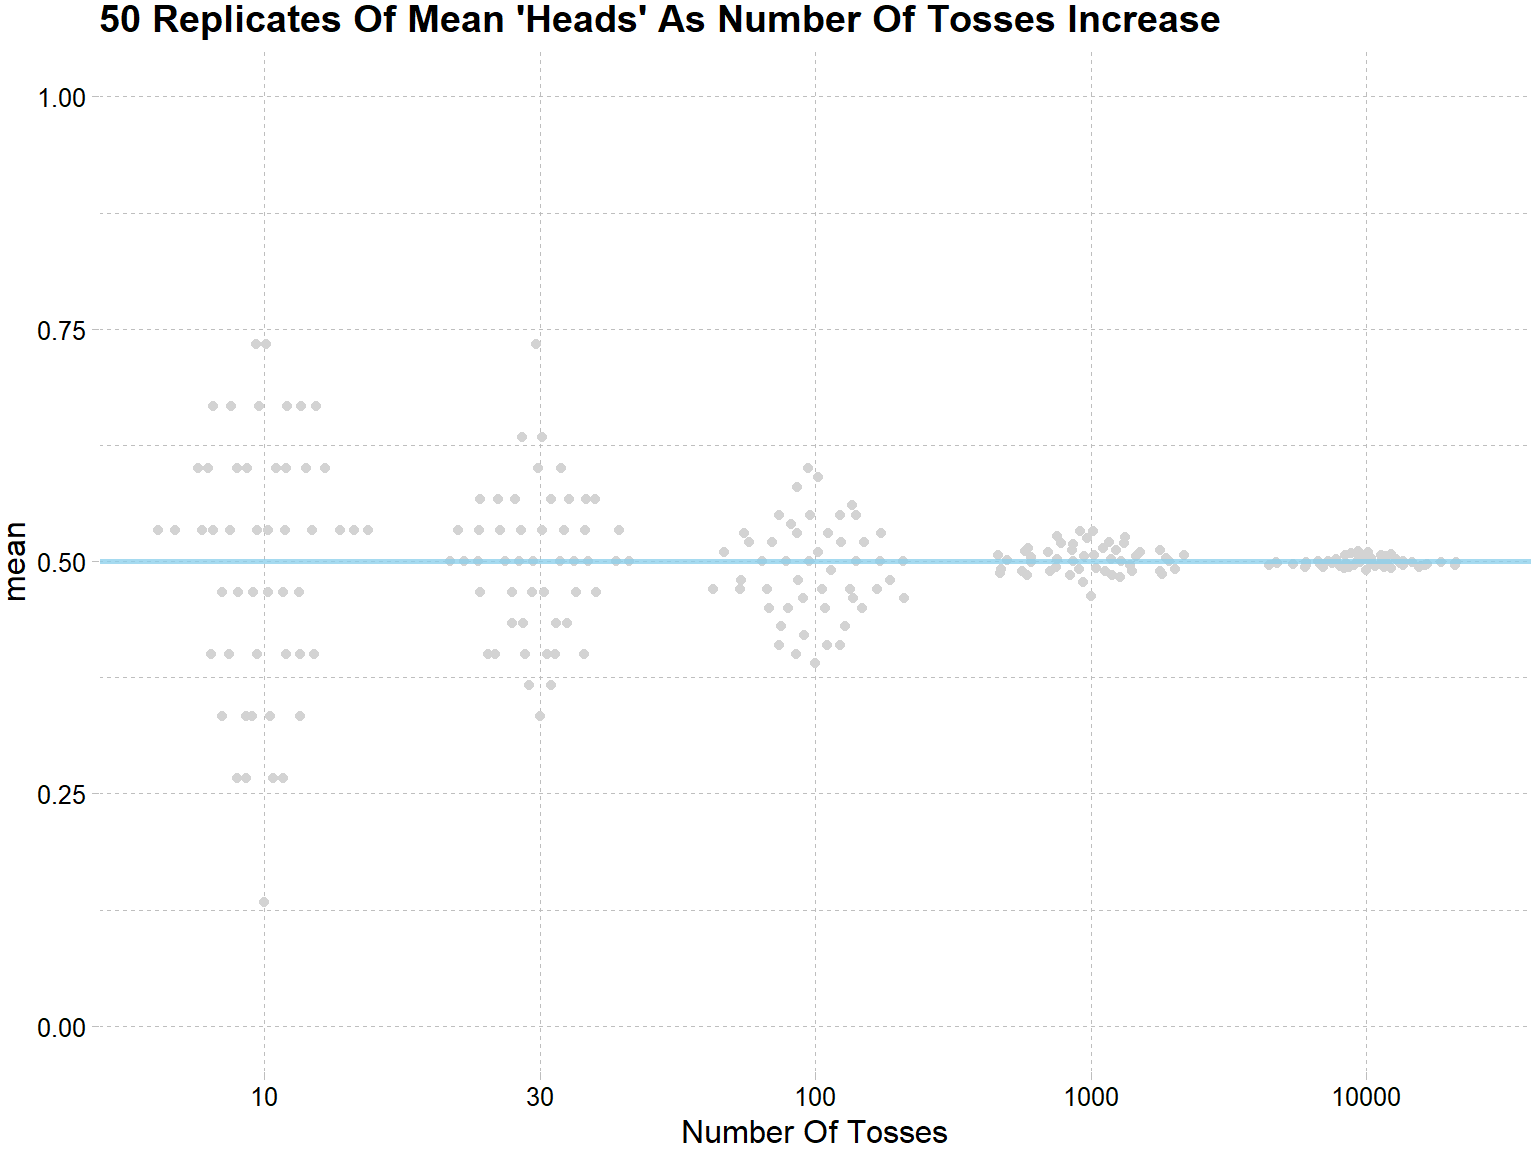 50 Replicates Of Mean 'Heads' As Number Of Tosses Increase
1.00
0.75
0.50
0.25
0.00
mean
10 30 100 1000 10000
Number Of Tosses